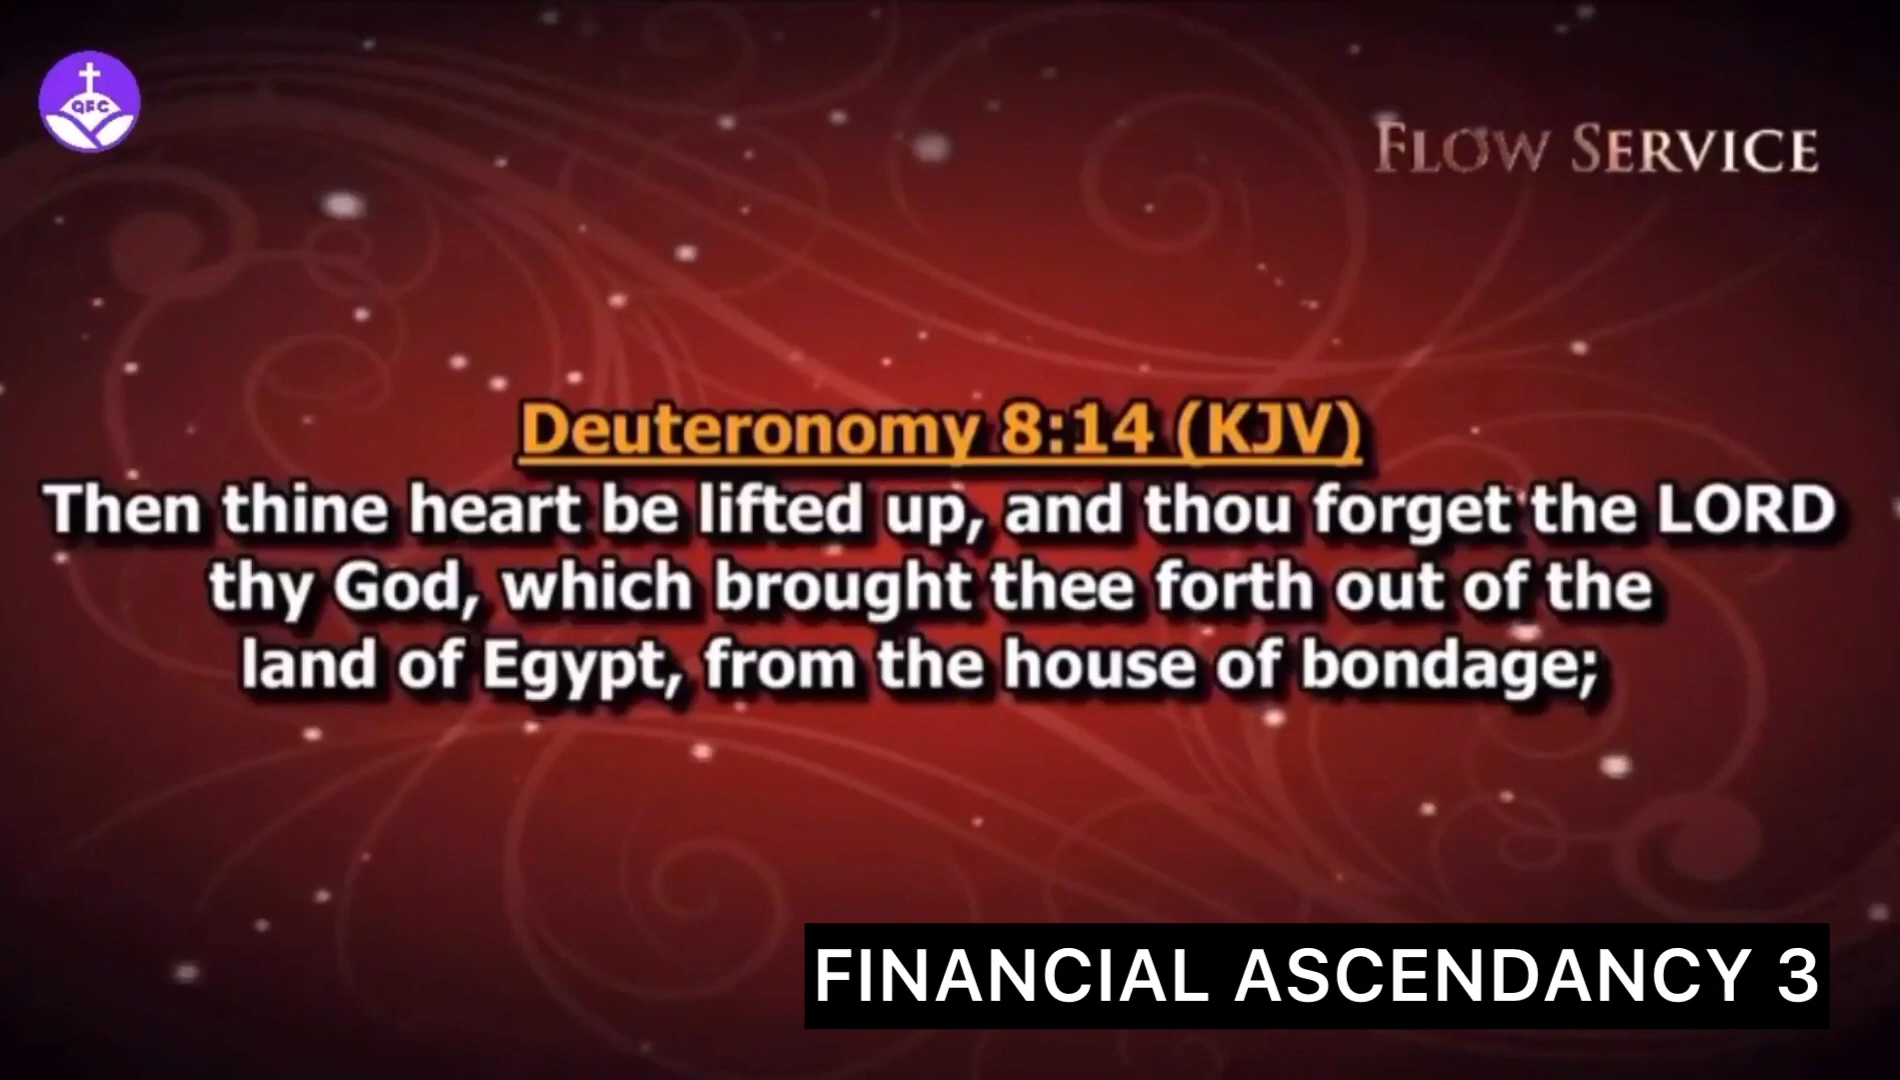 QFC
FLOW SERVICE
Deuteronomy 8:14 (KJV)
Then thine heart be lifted up, and thou forget the LORD
thy God, which brought thee forth out of the
land of Egypt, from the house of bondage;
FINANCIAL ASCENDANCY 3